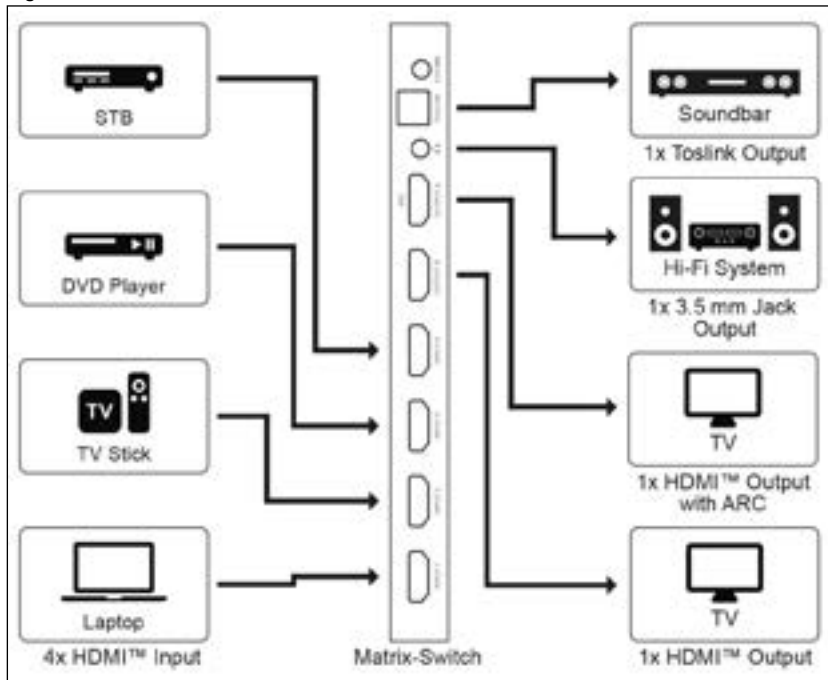 STB
DVD Player
TV
TV Stick
Laptop
4x HDMI™ Input
Matrix-Switch
Soundbar
1x Toslink Output
Hi-Fi System
1x 3.5 mm Jack
Output
TV
1x HDMI™ Output
with ARC
TV
1x HDMI™ Output